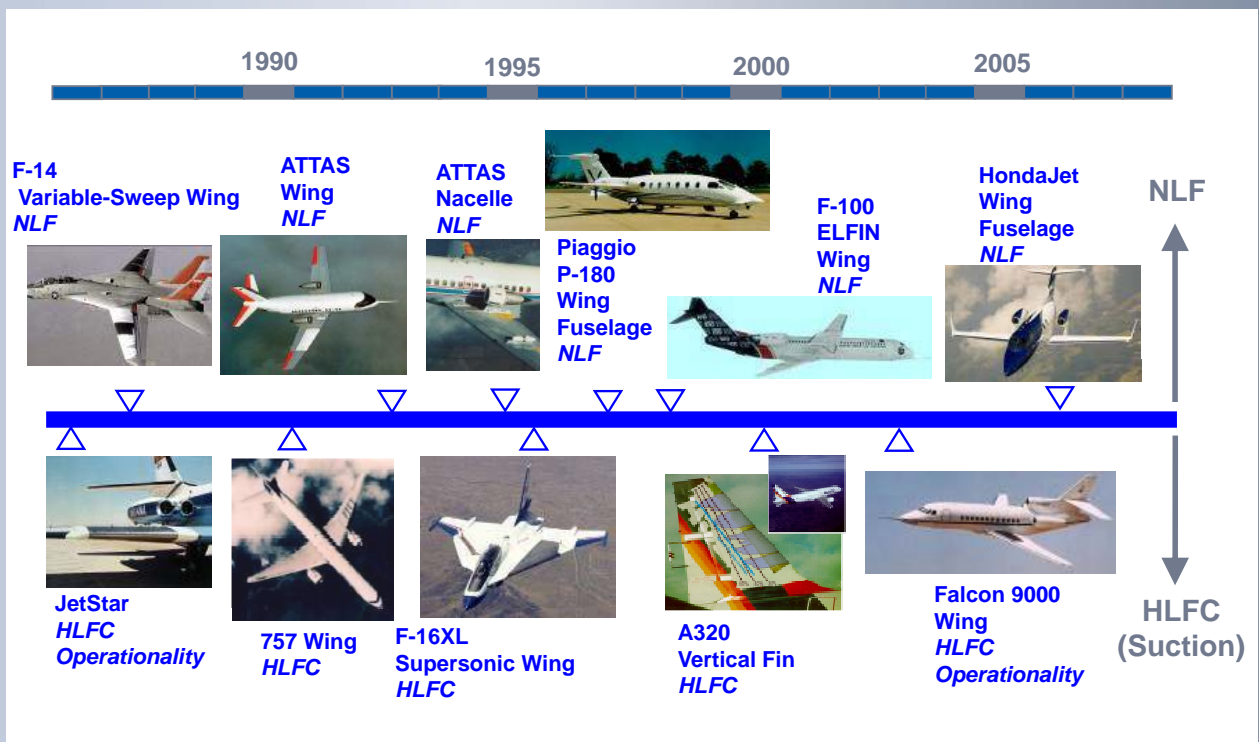 1990
1995
2000
2005
F-14
Variable-Sweep Wing
NLF
ATTAS
Wing
NLF
ATTAS
Nacelle
NLF
Piaggio
P-180
Wing
Fuselage
NLF
F-100
ELFIN
Wing
NLF
HondaJet
Wing
Fuselage
NLF
NLF
JetStar
HLFC
Operationality
757 Wing
HLFC
F-16XL
Supersonic Wing
HLFC
A320
Vertical Fin
HLFC
Falcon 9000
Wing
HLFC
Operationality
HLFC
(Suction)